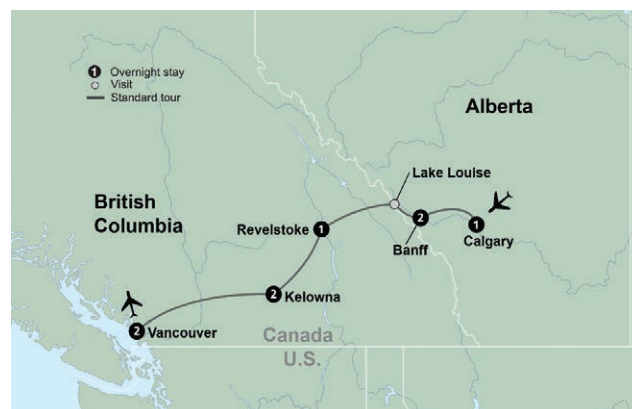 1 Overnight stay
Visit
Standard tour
Alberta
Lake Louise
British
Columbia
Revelstoke 1
2
Banff
1
Calgary
2 Kelowna
2 Vancouver
Canada
U.S.